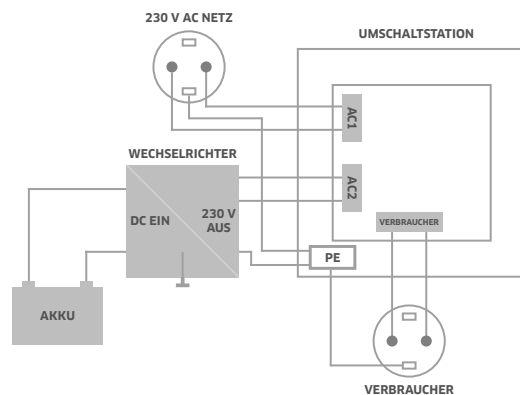 230 V AC NETZ
UMSCHALTSTATION
AC1
WECHSELRICHTER
AC2
DC EIN
230 V
AUS
VERBRAUCHER
PE
AKKU
VERBRAUCHER